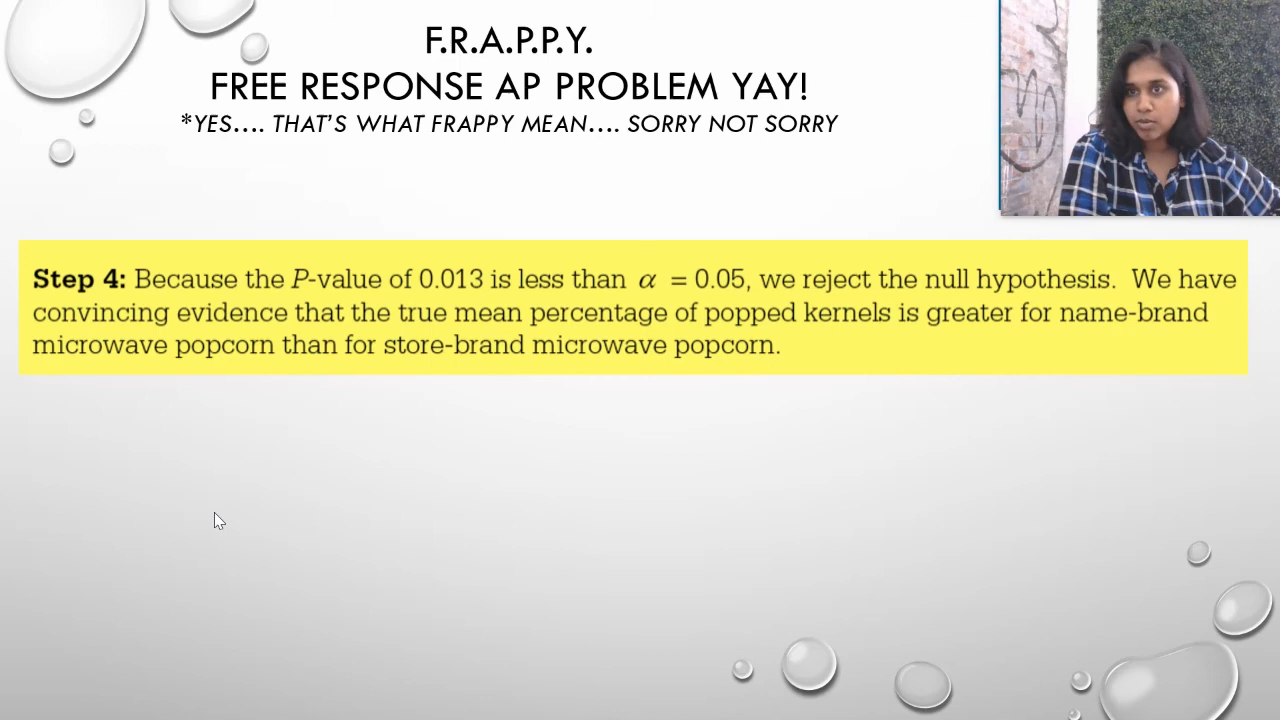 F.R.A.P.P.Y.
FREE RESPONSE AP PROBLEM YAY!
*YES.... THAT'S WHAT FRAPPY MEAN.... SORRY NOT SORRY
Step 4: Because the P-value of 0.013 is less than α = 0.05, we reject the null hypothesis. We have
convincing evidence that the true mean percentage of popped kernels is greater for name-brand
microwave popcorn than for store-brand microwave popcorn.